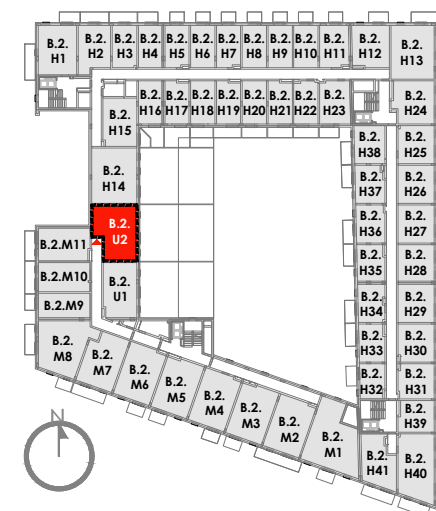 B.2.
H1
B.2.
H2
B.2.
H3
B.2.
H4
B.2.
H5
B.2.
H6
B.2.
H7
B.2.
H8
B.2.
H9
B.2.
H10
B.2.
H11
B.2.
H12
B.2.
H13
B.2.
H15
B.2.
H16
B.2.
H17
B.2.
H18
B.2.
H19
B.2.
H20
B.2.
H21
B.2.
H22
B.2.
H23
B.2.
H24
B.2.
H38
B.2.
H25
B.2.
H14
B.2.
H37
B.2.
H26
B.2.
U2
B.2.
H36
B.2.
H27
B.2.M11
B.2.
H35
B.2.
H28
B.2.M10
B.2.
U1
B.2.
H34
B.2.
H29
B.2.M9
B.2.
H33
B.2.
H30
B.2.
M8
B.2.
M7
B.2.
M6
B.2.
M5
B.2.
M4
B.2.
M3
B.2.
M2
B.2.
M1
B.2.
H32
B.2.
H31
B.2.
H39
B.2.
H41
B.2.
H40
N